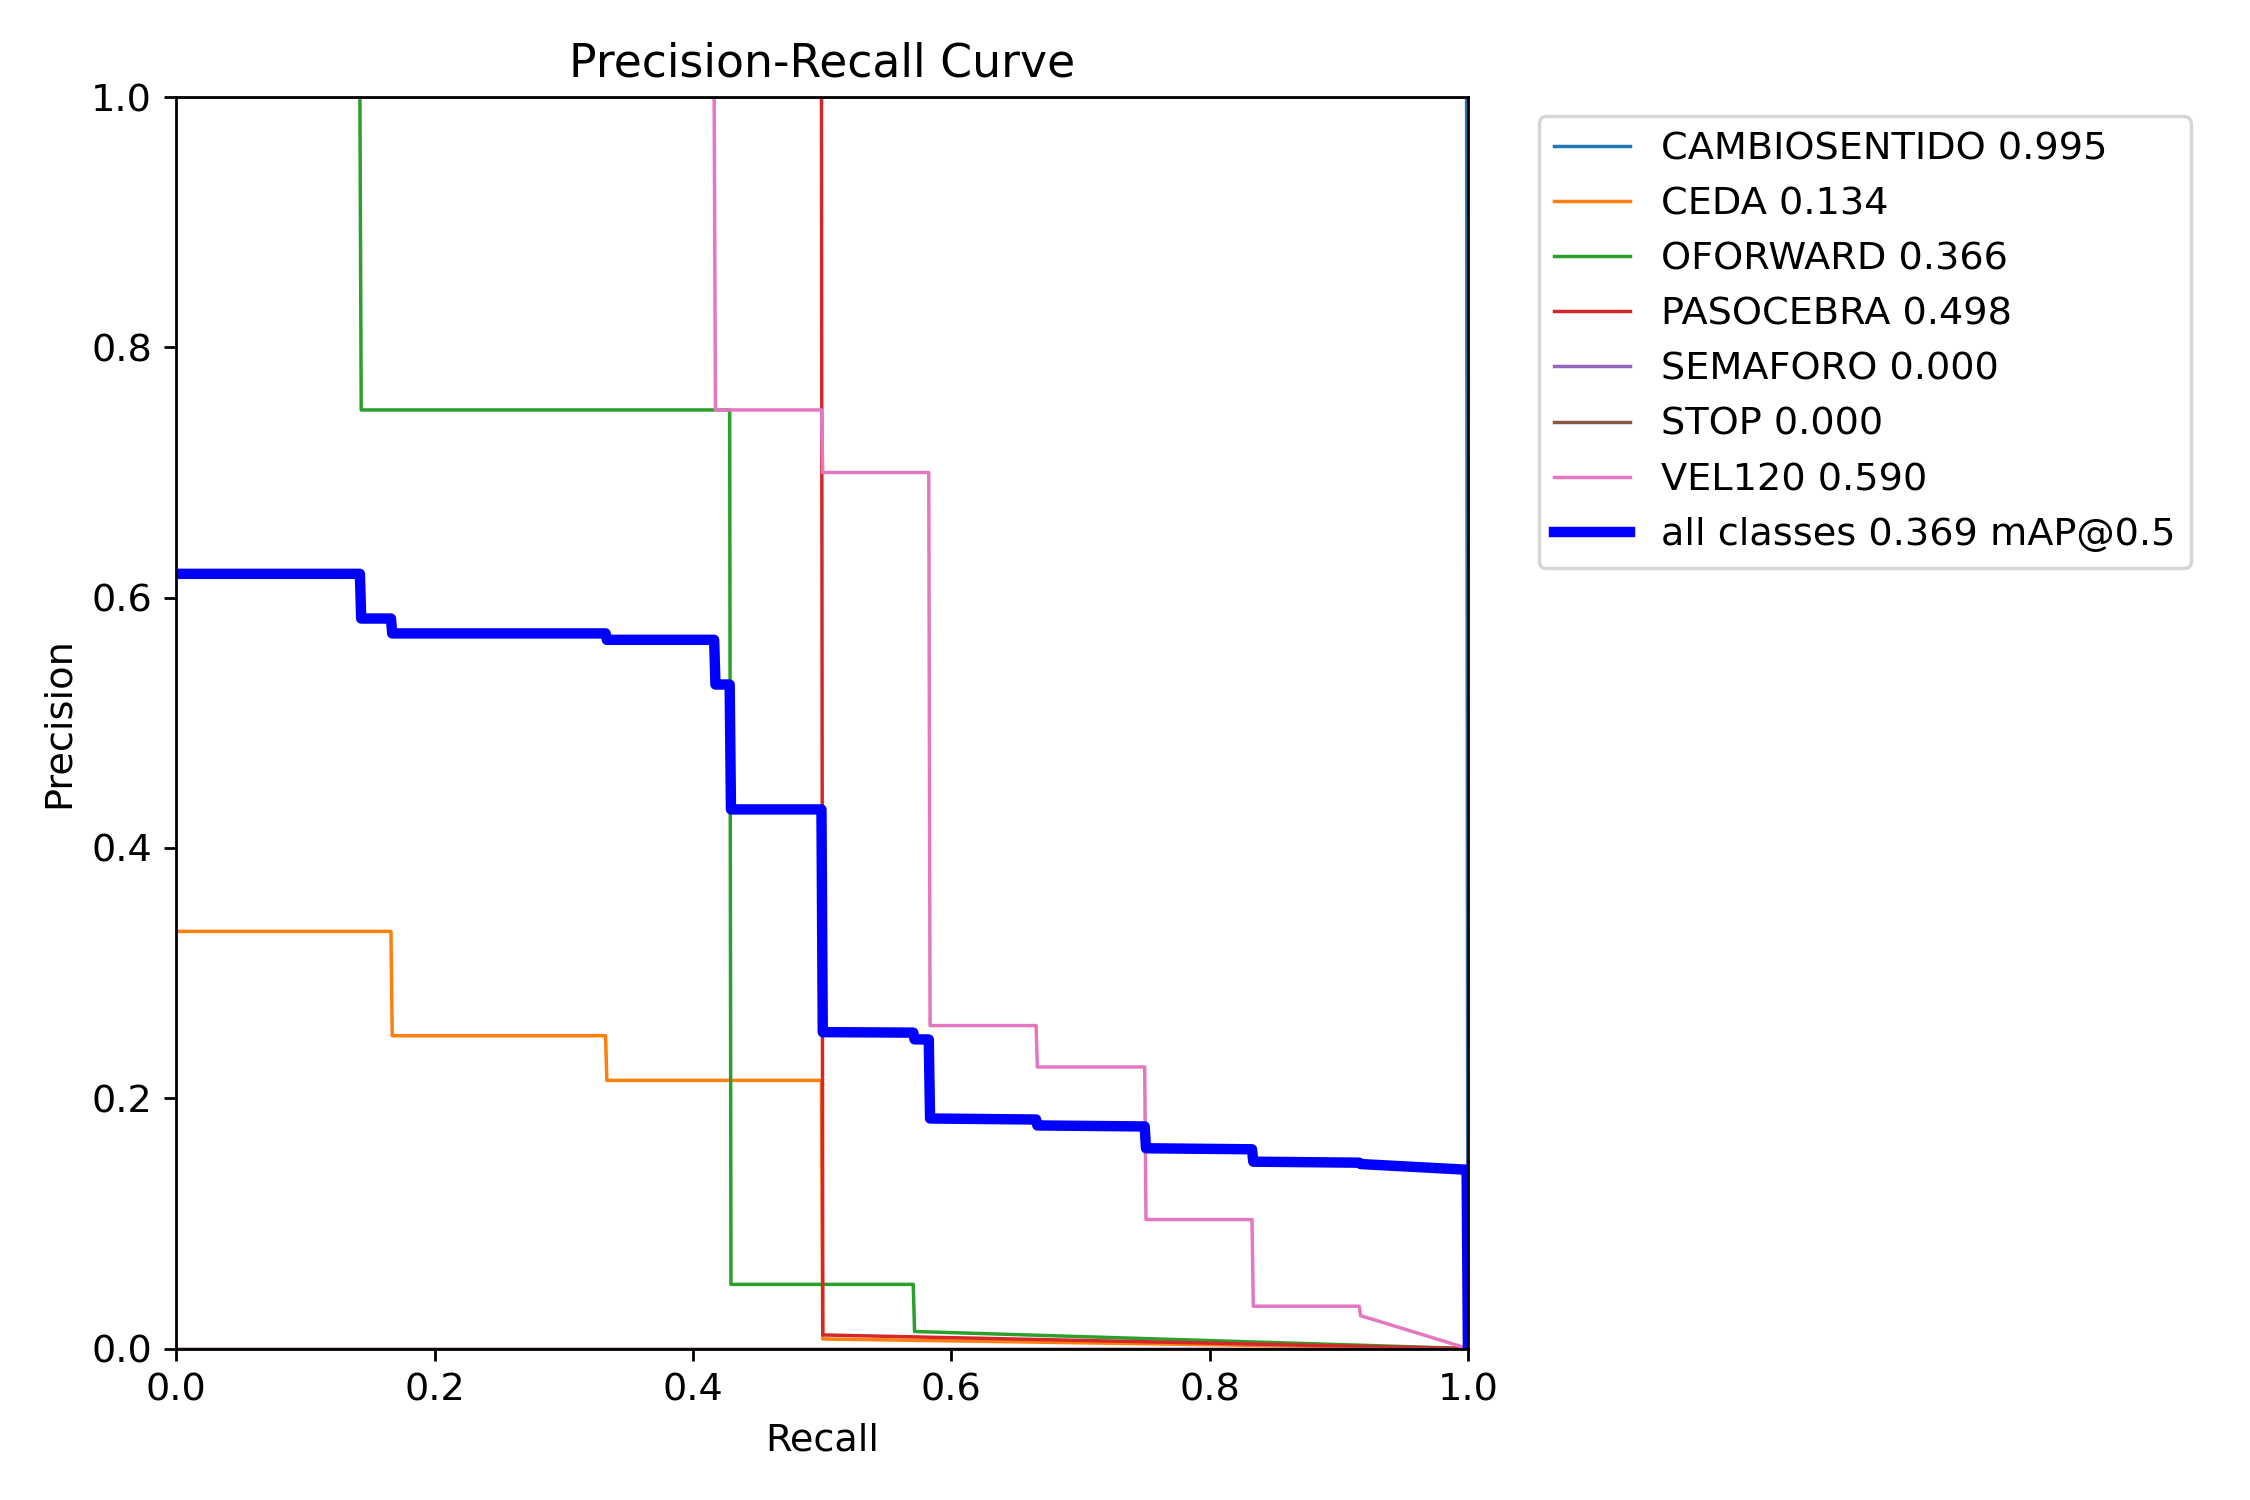 Precision-Recall Curve
1.0
0.8
0.6
0.4
0.2
0.0
Precision
0.0 0.2 0.4 0.6 0.8 1.0
Recall
CAMBIOSENTIDO 0.995
CEDA 0.134
OFORWARD 0.366
PASOCEBRA 0.498
SEMAFORO 0.000
STOP 0.000
VEL120 0.590
all classes 0.369 mAP@0.5